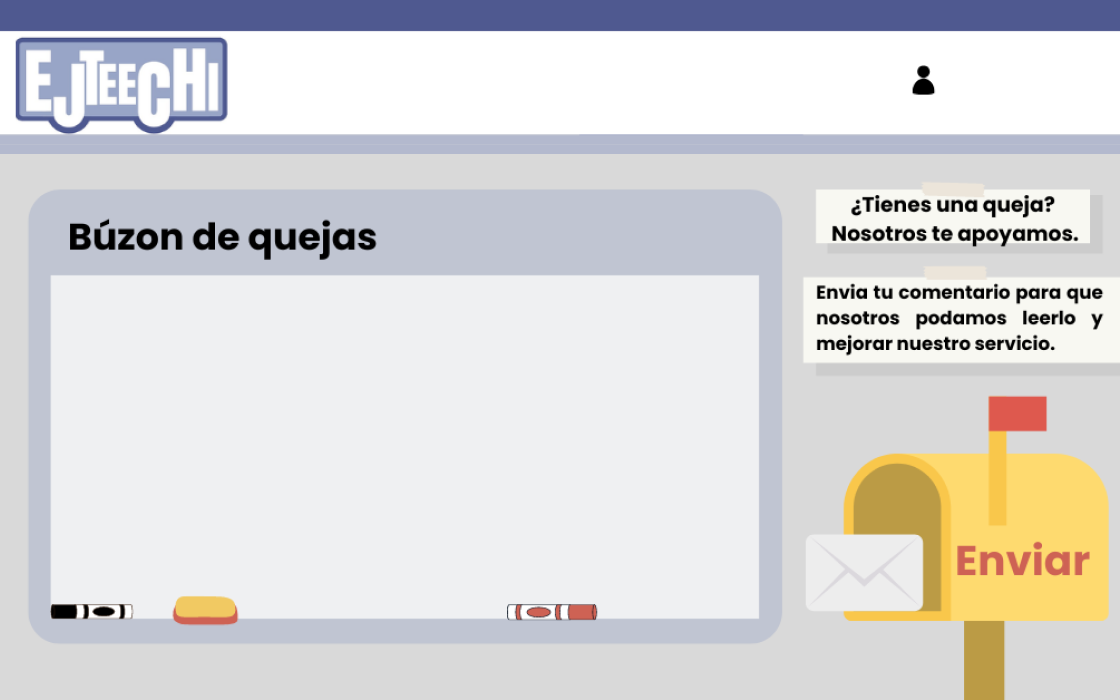 EJTEECHI
Búzon de quejas
¿Tienes una queja?
Nosotros te apoyamos.
Envia tu comentario para que
nosotros podamos leerlo y
mejorar nuestro servicio.
Enviar